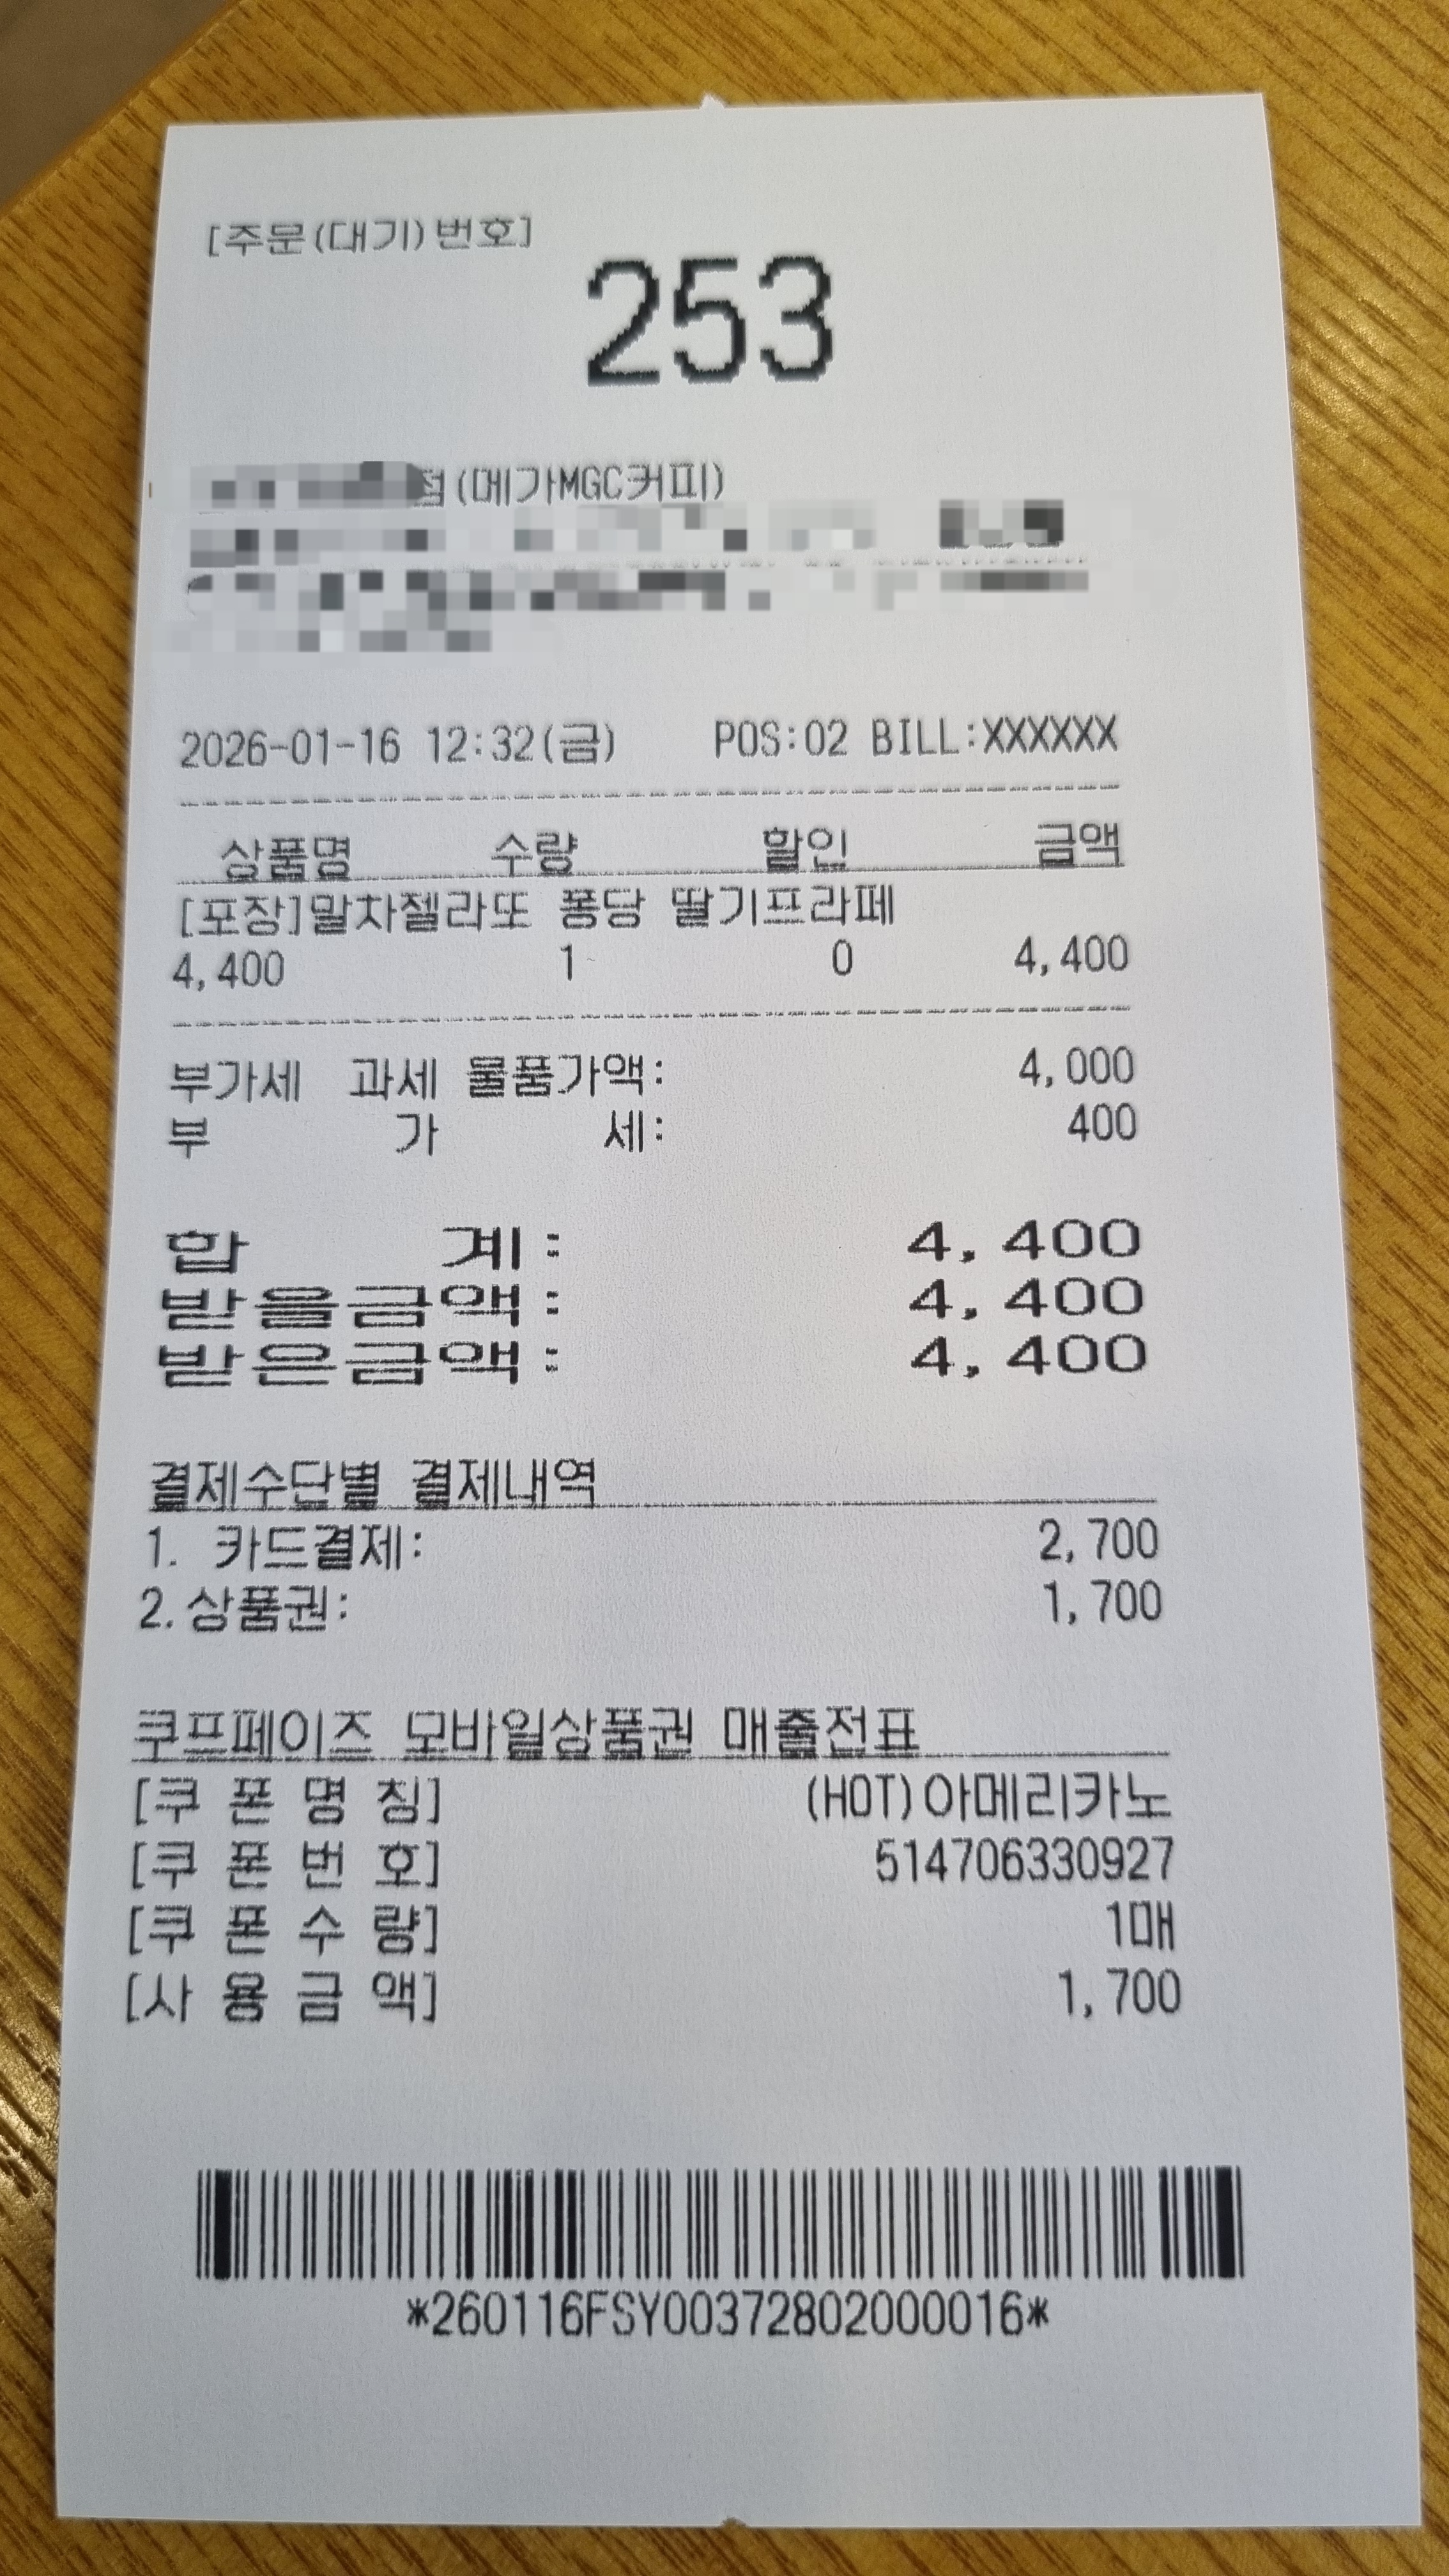 [주문(대기)번호]
253
점(메가MGC커피)
2026-01-16 12:32(금) POS:02 BILL:XXXXXX
상품명 수량 할인 금액
[포장]말차젤라또 퐁당 딸기프라페
4,400 1 0 4,400
부가세 과세 물품가액: 4,000
부 가 세: 400
합 계: 4,400
받을금액: 4,400
받은금액: 4,400
결제수단별 결제내역
1. 카드결제: 2,700
2.상품권: 1,700
쿠프페이즈 모바일상품권 매출전표
[쿠 폰 명 칭] (HOT)아메리카노
[쿠 폰 번 호] 514706330927
[쿠 폰 수 량] 1매
[사 용 금 액] 1,700
*260116FSY00372802000016*